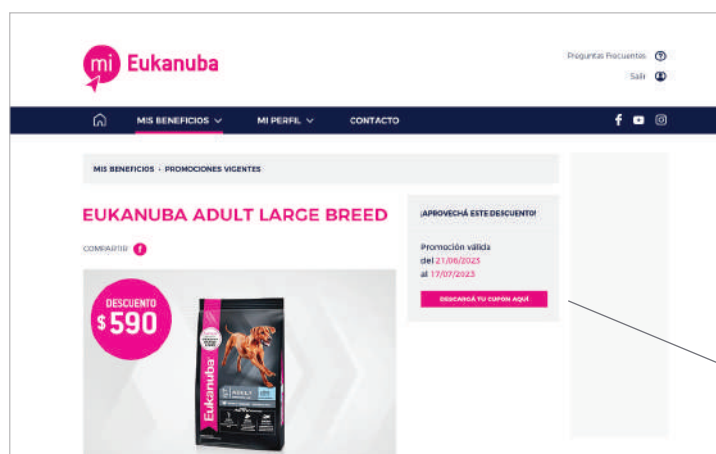 mi Eukanuba
Preguntas Frecuentes
Salir
MIS BENEFICIOS MI PERFIL CONTACTO
MIS BENEFICIOS • PROMOCIONES VIGENTES
EUKANUBA ADULT LARGE BREED
COMPARTIR
¡APROVECHÁ ESTE DESCUENTO!
Promoción válida
del 21/06/2023
al 17/07/2023
DESCARGÁ TU CUPÓN AQUÍ
DESCUENTO
$590
Eukanuba
ADULT